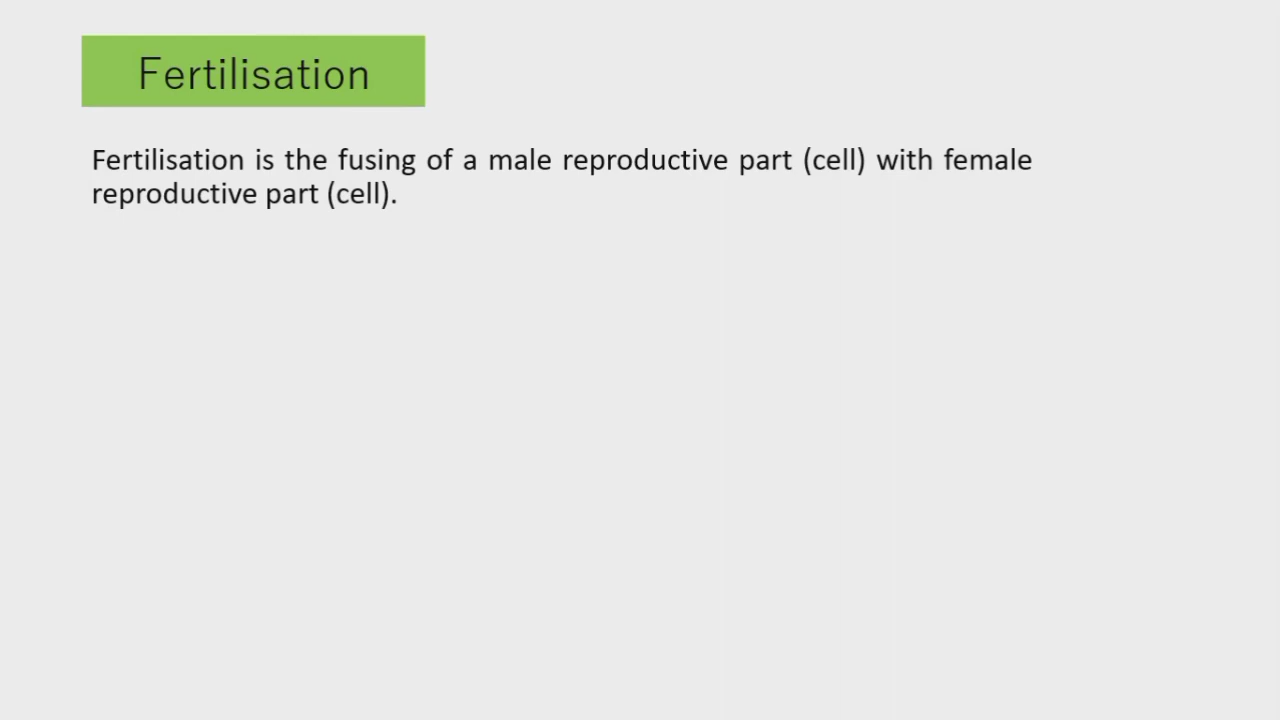 Fertilisation
Fertilisation is the fusing of a male reproductive part (cell) with female
reproductive part (cell).